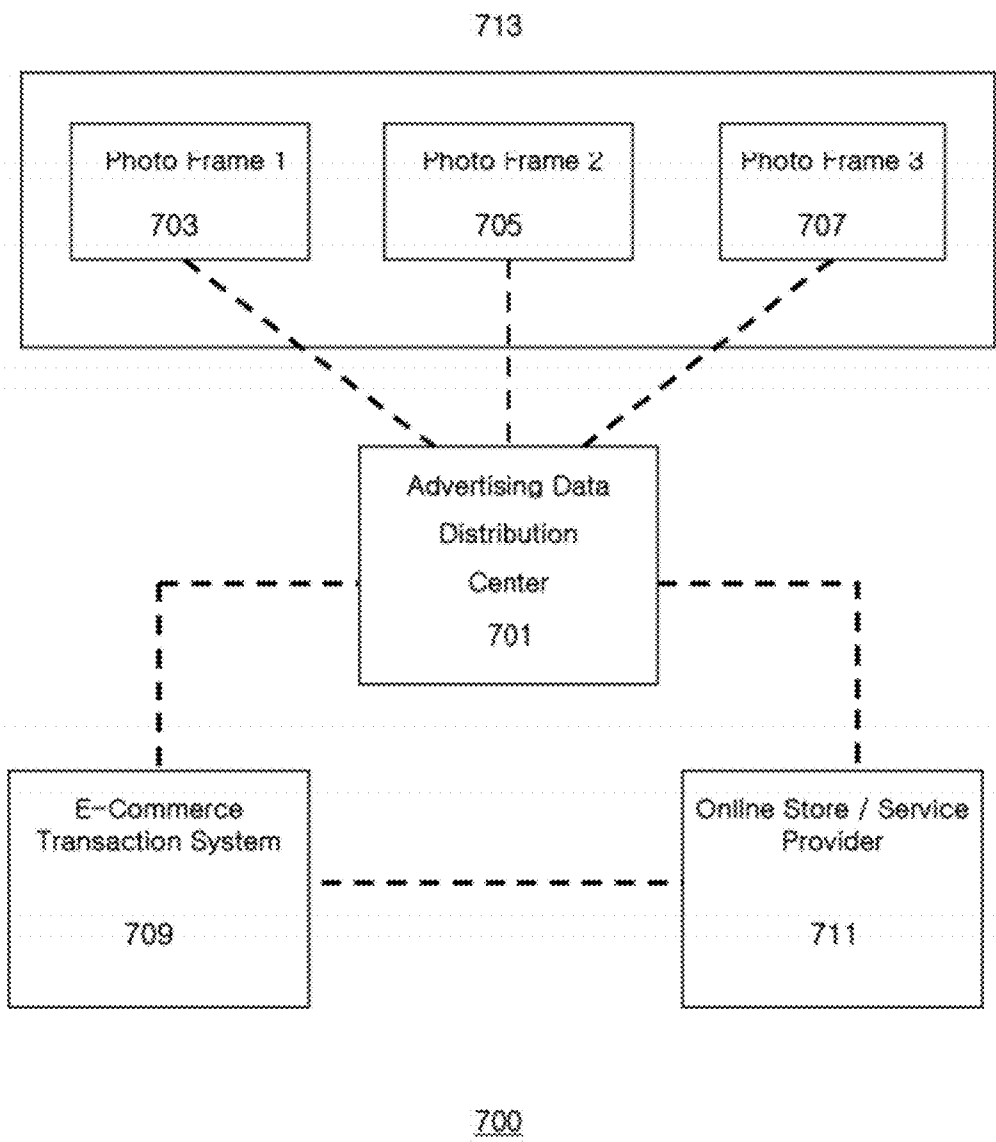 713
Photo Frame 1
703
Photo Frame 2
705
Photo Frame 3
707
Advertising Data
Distribution
Center
701
E-Commerce
Transaction System
709
Online Store / Service
Provider
711
700